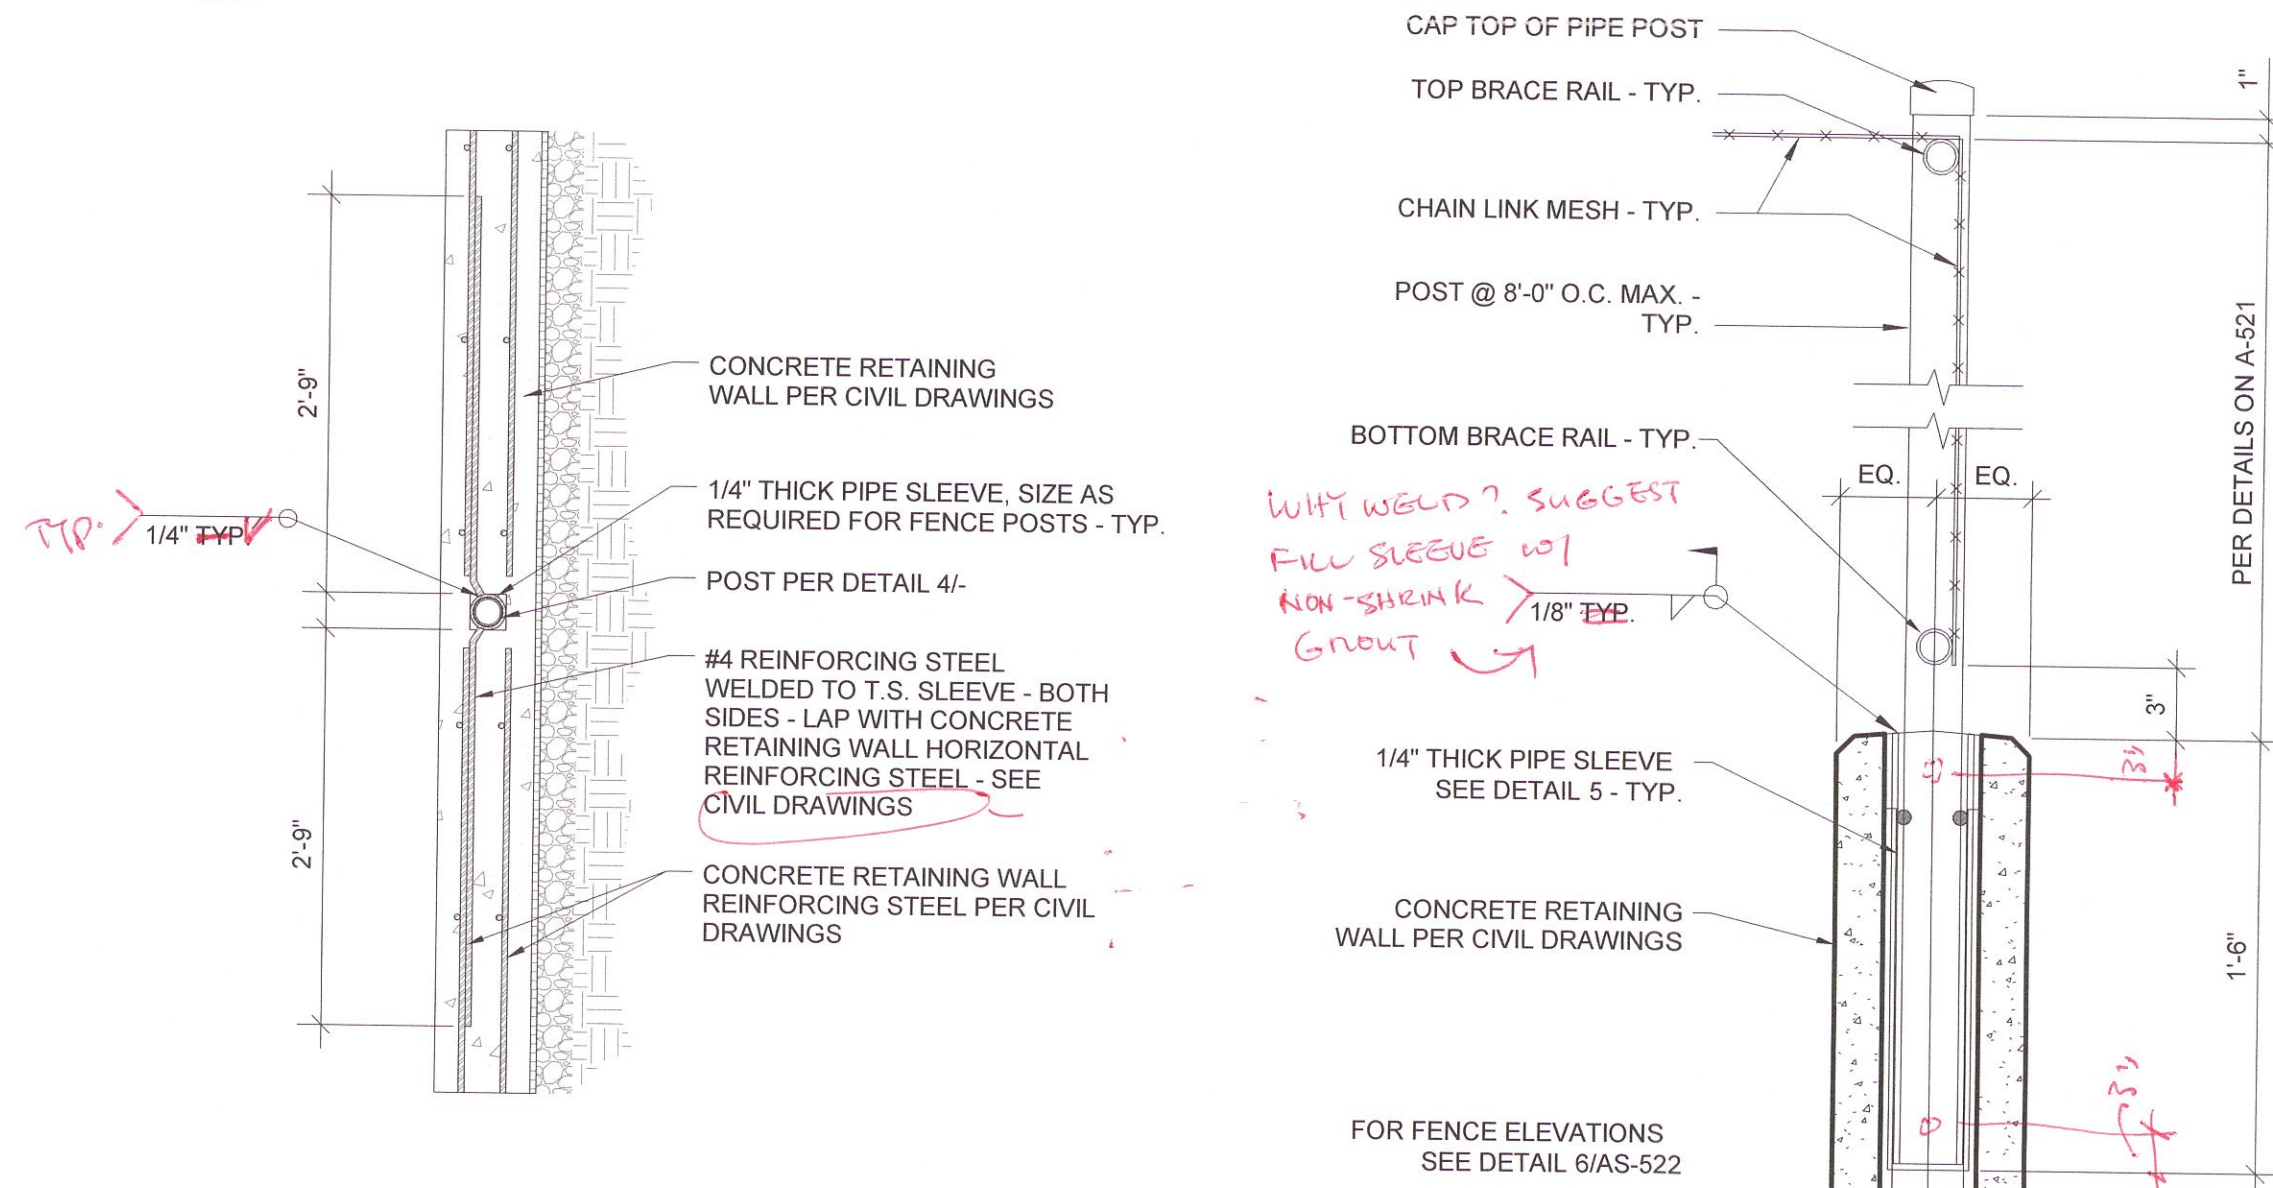 2'-9"
TYP.
1/4" TYP.
2'-9"
CONCRETE RETAINING
WALL PER CIVIL DRAWINGS
1/4" THICK PIPE SLEEVE, SIZE AS
REQUIRED FOR FENCE POSTS - TYP.
POST PER DETAIL 4/-
#4 REINFORCING STEEL
WELDED TO T.S. SLEEVE - BOTH
SIDES - LAP WITH CONCRETE
RETAINING WALL HORIZONTAL
REINFORCING STEEL - SEE
CIVIL DRAWINGS
CONCRETE RETAINING WALL
REINFORCING STEEL PER CIVIL
DRAWINGS
CAP TOP OF PIPE POST
TOP BRACE RAIL - TYP.
CHAIN LINK MESH - TYP.
POST @ 8'-0" O.C. MAX. -
TYP.
BOTTOM BRACE RAIL - TYP.
EQ.
EQ.
WHY WELD? SUGGEST
FILL SLEEVE W/
NON-SHRINK
GROUT
1/8" TYP.
1/4" THICK PIPE SLEEVE
SEE DETAIL 5 - TYP.
CONCRETE RETAINING
WALL PER CIVIL DRAWINGS
FOR FENCE ELEVATIONS
SEE DETAIL 6/AS-522
1"
PER DETAILS ON A-521
3"
3"
1'-6"
3"